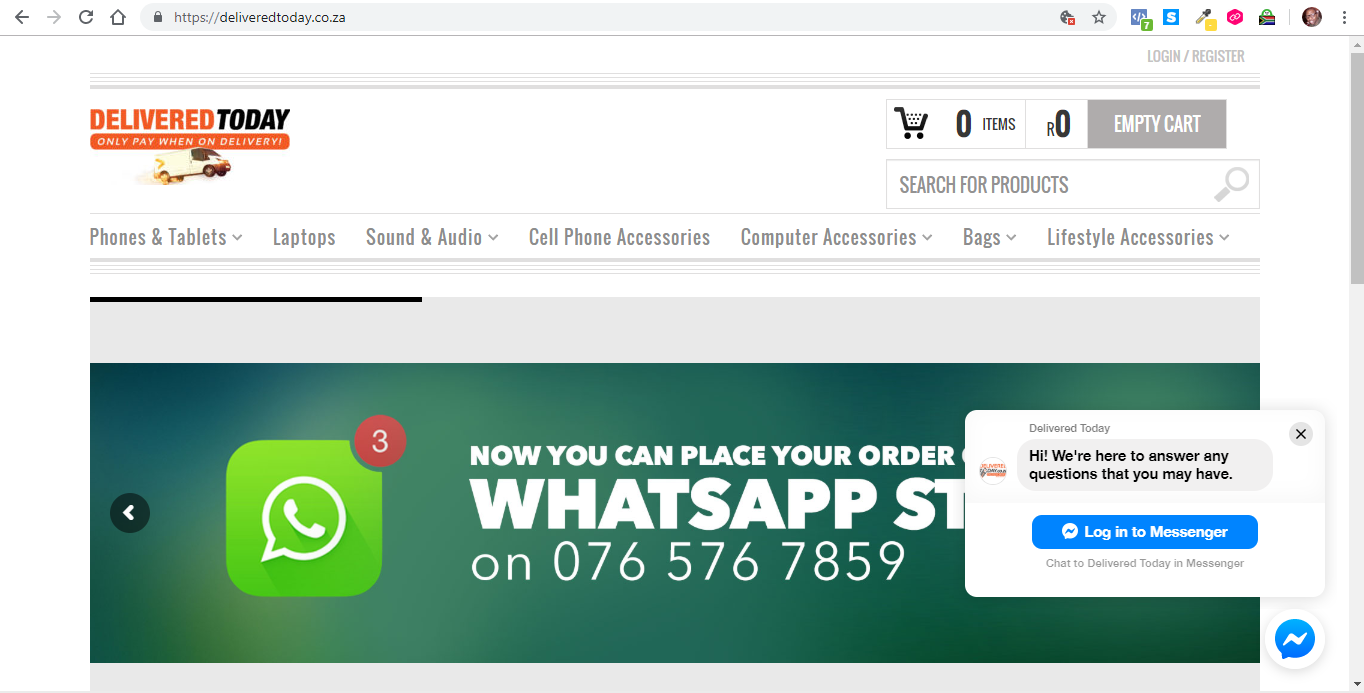 https://deliveredtoday.co.za
7
S
LOGIN / REGISTER
DELIVERED TODAY
ONLY PAY WHEN ON DELIVERY!
0 ITEMS R0 EMPTY CART
SEARCH FOR PRODUCTS
Phones & Tablets Laptops Sound & Audio Cell Phone Accessories Computer Accessories Bags Lifestyle Accessories
3
NOW YOU CAN PLACE YOUR ORDER
WHATSAPP ST
on 076 576 7859
Delivered Today
Hi! We're here to answer any
questions that you may have.
Log in to Messenger
Chat to Delivered Today in Messenger